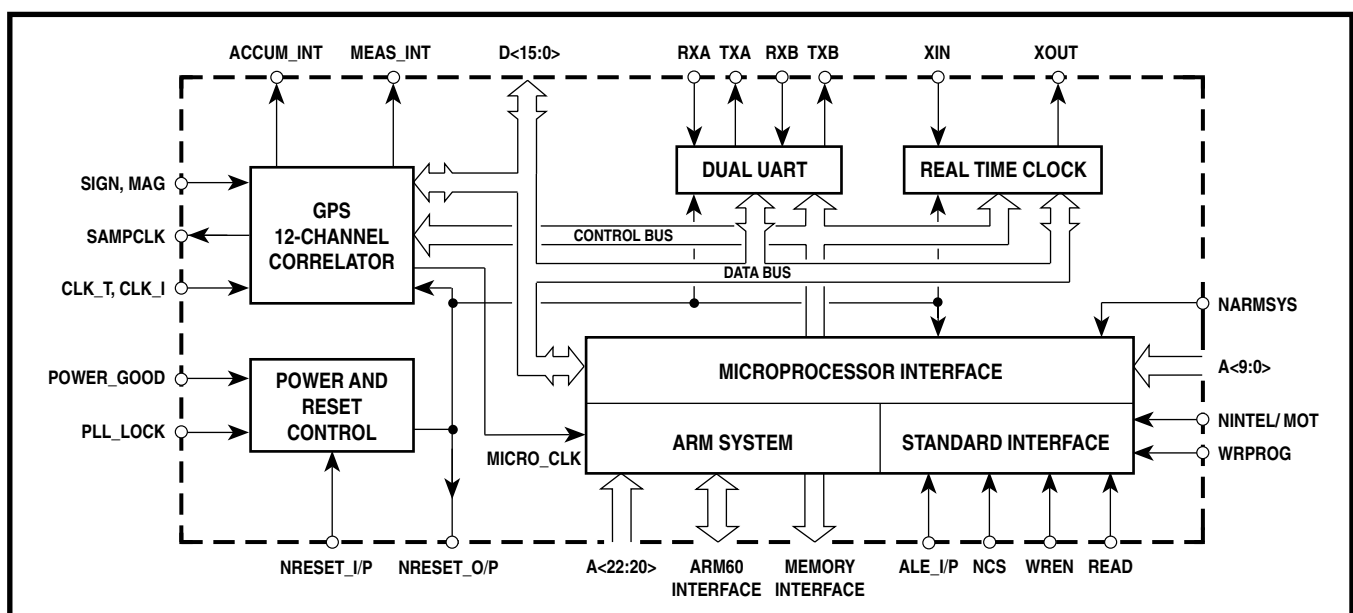 ACCUM_INT MEAS_INT D<15:0> RXA TXA RXB TXB XIN XOUT
SIGN, MAG
SAMPCLK
CLK_T, CLK_I
GPS
12-CHANNEL
CORRELATOR
DUAL UART
REAL TIME CLOCK
CONTROL BUS
DATA BUS
NARMSYS
POWER_GOOD
PLL_LOCK
POWER AND
RESET
CONTROL
MICROPROCESSOR INTERFACE
A<9:0>
MICRO_CLK
ARM SYSTEM
STANDARD INTERFACE
NINTEL/ MOT
WRPROG
NRESET_I/P
NRESET_O/P
A<22:20>
ARM60
INTERFACE
MEMORY
INTERFACE
ALE_I/P
NCS
WREN
READ